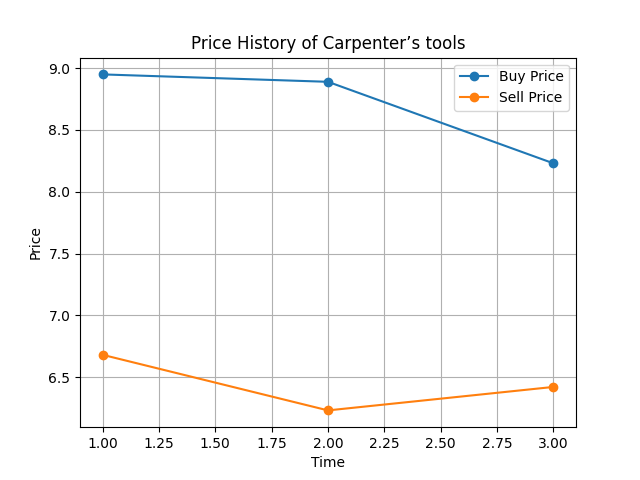 Price History of Carpenter’s tools
Buy Price
Sell Price
9.0
8.5
8.0
7.5
7.0
6.5
Price
1.00 1.25 1.50 1.75 2.00 2.25 2.50 2.75 3.00
Time